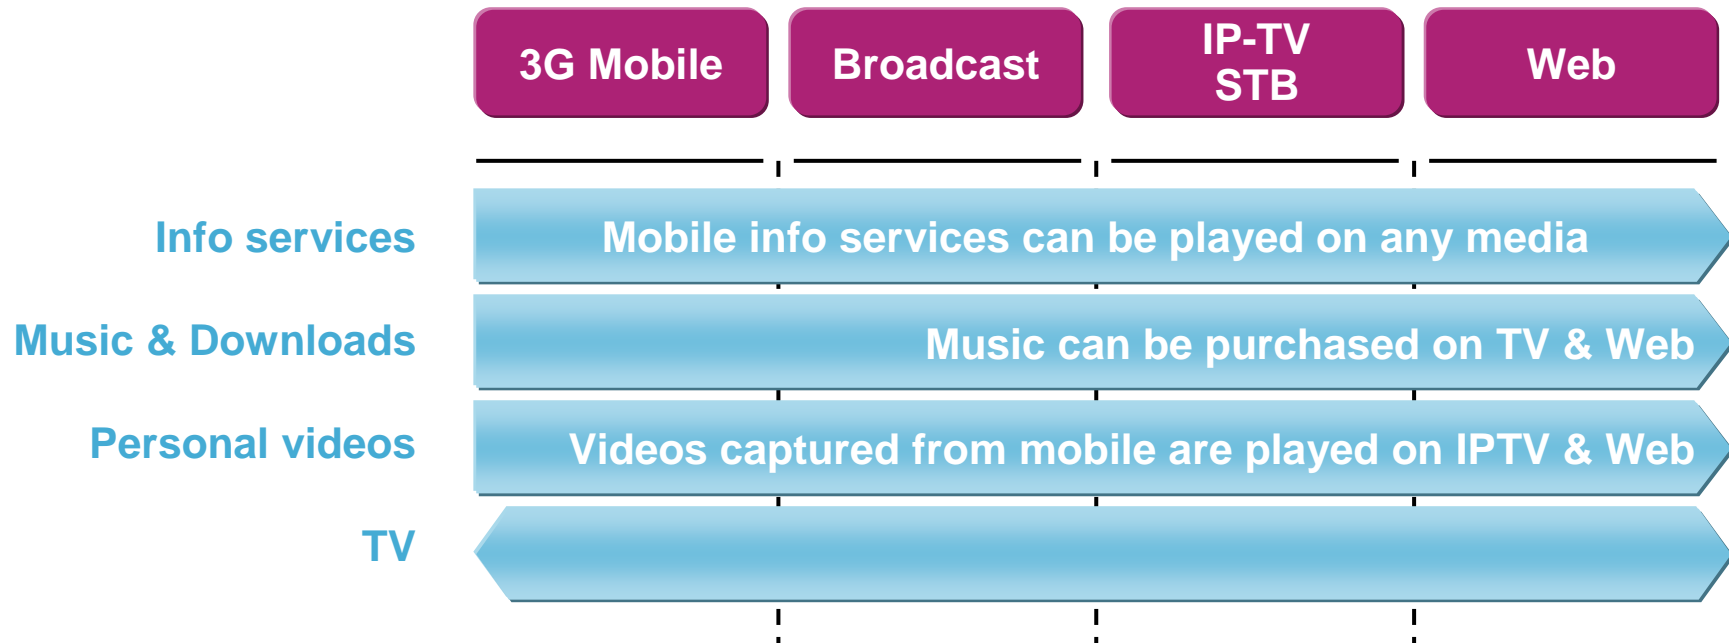 3G Mobile
Broadcast
IP-TV
STB
Web
Info services
Mobile info services can be played on any media
Music & Downloads
Music can be purchased on TV & Web
Personal videos
Videos captured from mobile are played on IPTV & Web
TV